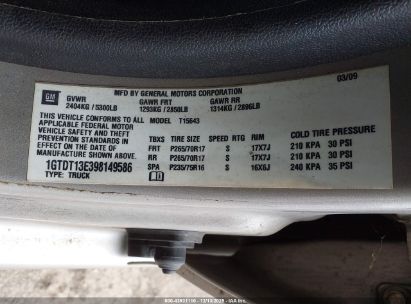 MFD BY GENERAL MOTORS CORPORATION
03/09
GM
GVWR GAWR FRT GAWR RR
2404KG / 5300LB 1293KG / 2850LB 1314KG / 2896LB
THIS VEHICLE CONFORMS TO ALL MODEL T15643
APPLICABLE FEDERAL MOTOR
VEHICLE SAFETY AND THEFT
PREVENTION STANDARDS IN
EFFECT ON THE DATE OF
MANUFACTURE SHOWN ABOVE.
1GTDT13E398149586
TYPE: TRUCK
TIRE SIZE SPEED RTG RIM COLD TIRE PRESSURE
FRT P265/70R17 S 17X7J 210 KPA 30 PSI
RR P265/70R17 S 17X7J 210 KPA 30 PSI
SPA P235/75R16 S 16X6J 240 KPA 35 PSI